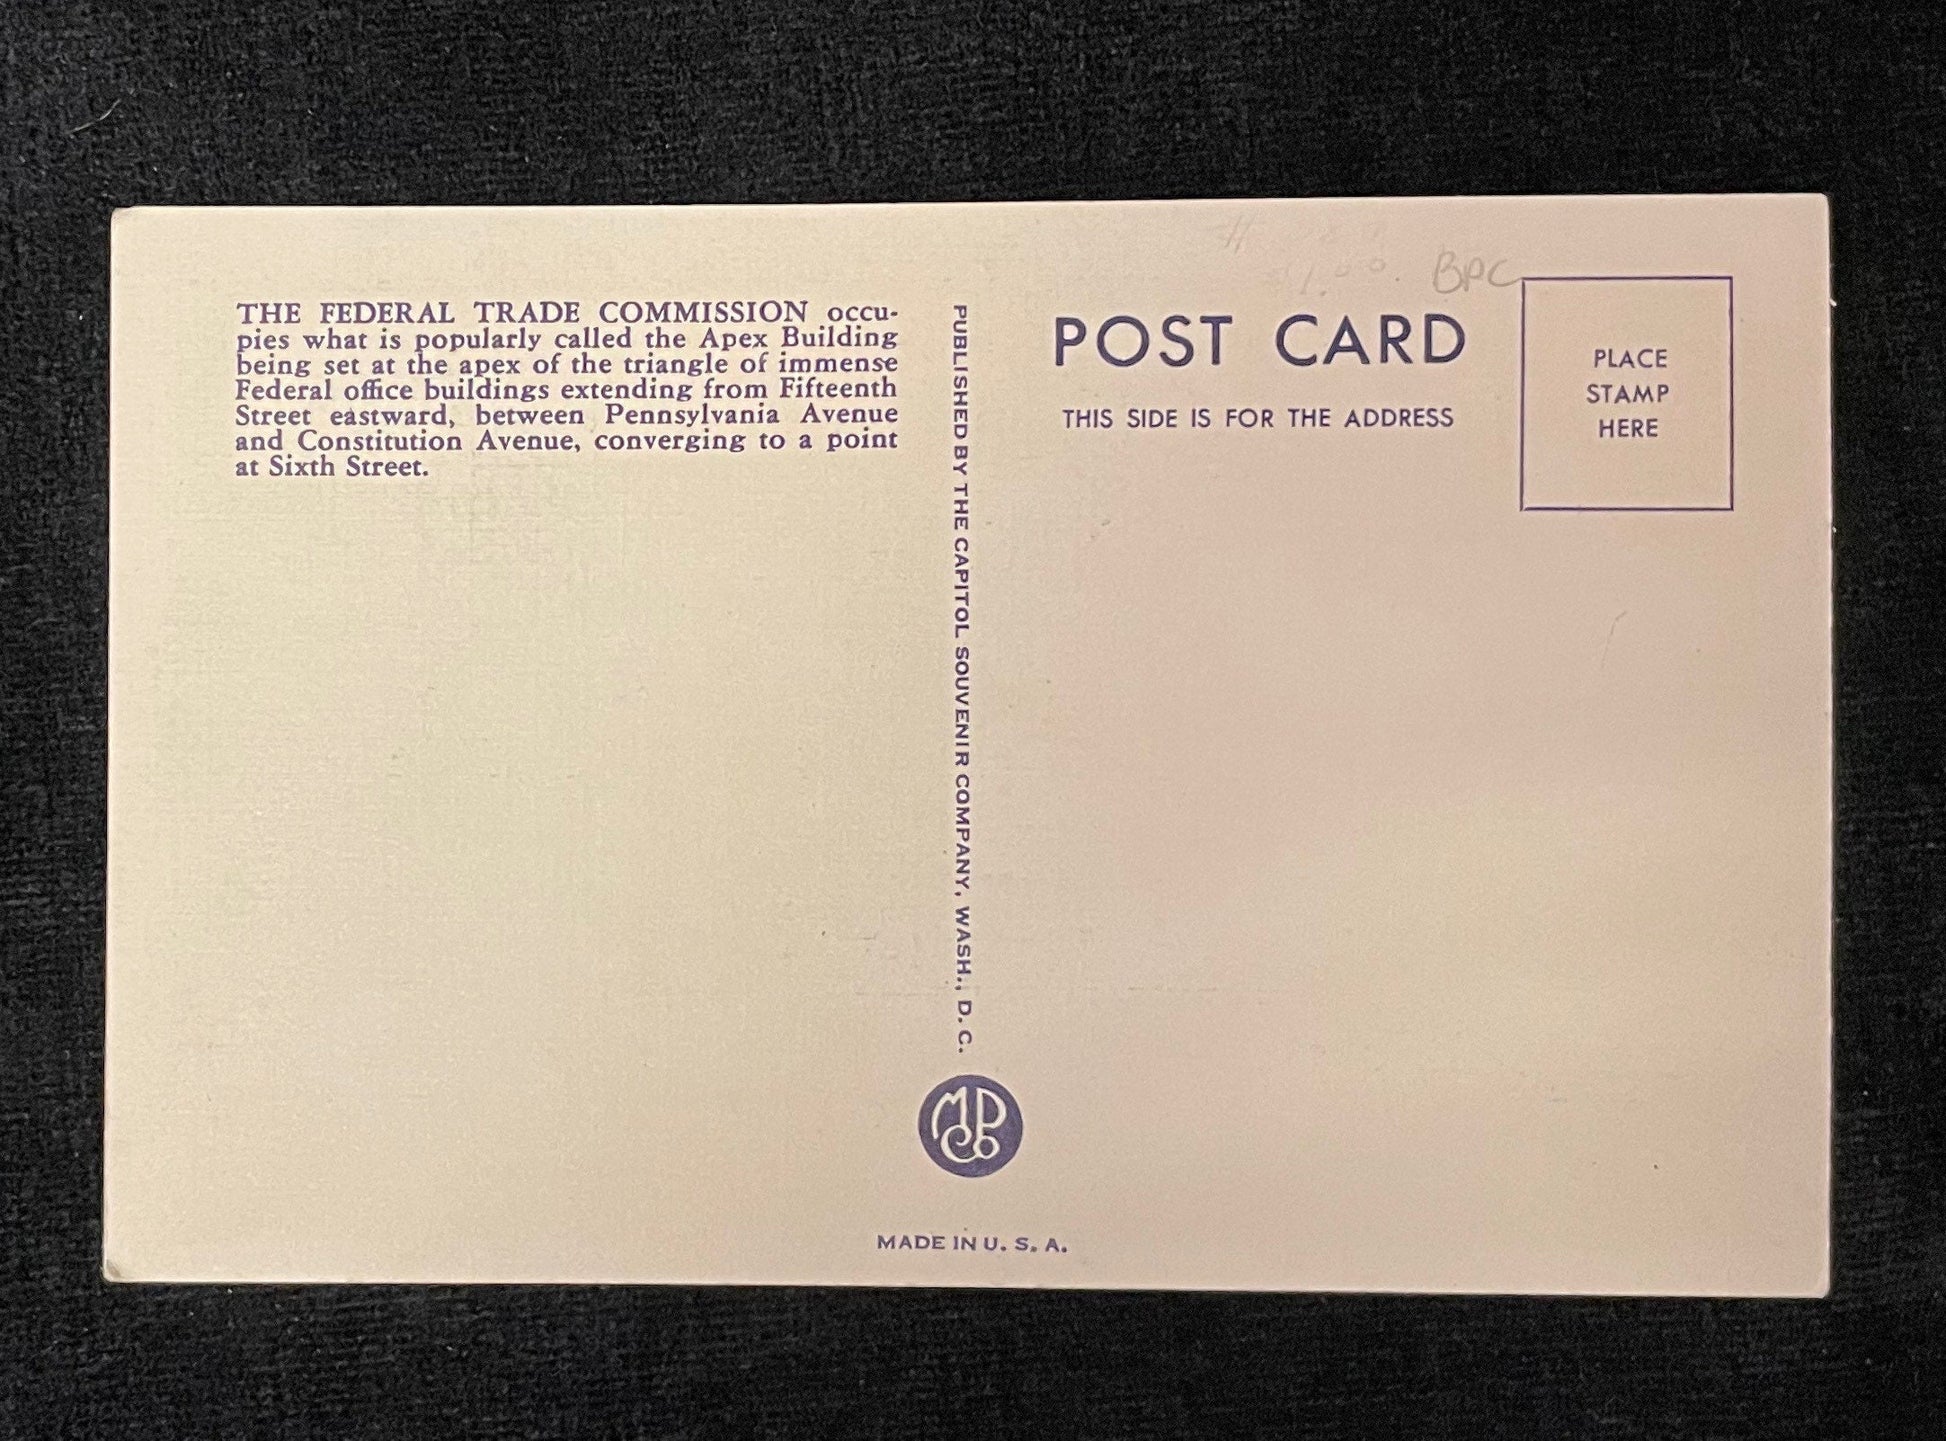 THE FEDERAL TRADE COMMISSION occu-
pies what is popularly called the Apex Building
being set at the apex of the triangle of immense
Federal office buildings extending from Fifteenth
Street eastward, between Pennsylvania Avenue
and Constitution Avenue, converging to a point
at Sixth Street.
PUBLISHED BY THE CAPITOL SOUVENIR COMPANY, WASH., D. C.
MADE IN U. S. A.
BPC
POST CARD
THIS SIDE IS FOR THE ADDRESS
PLACE
STAMP
HERE